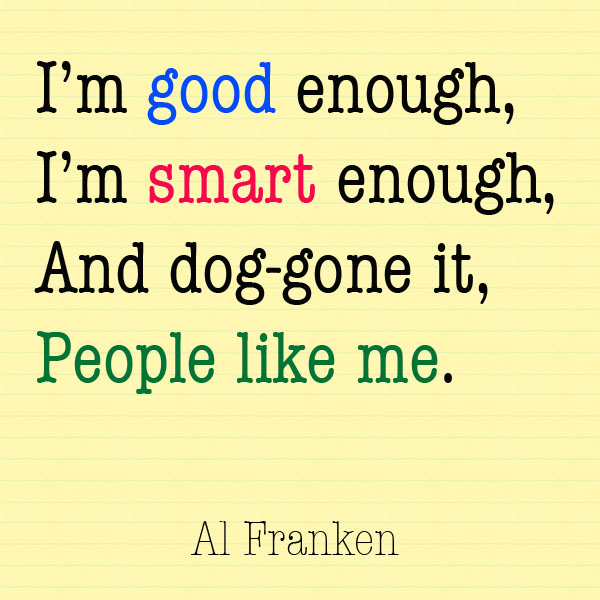 I’m good enough,
I’m smart enough,
And dog-gone it,
People like me.
Al Franken